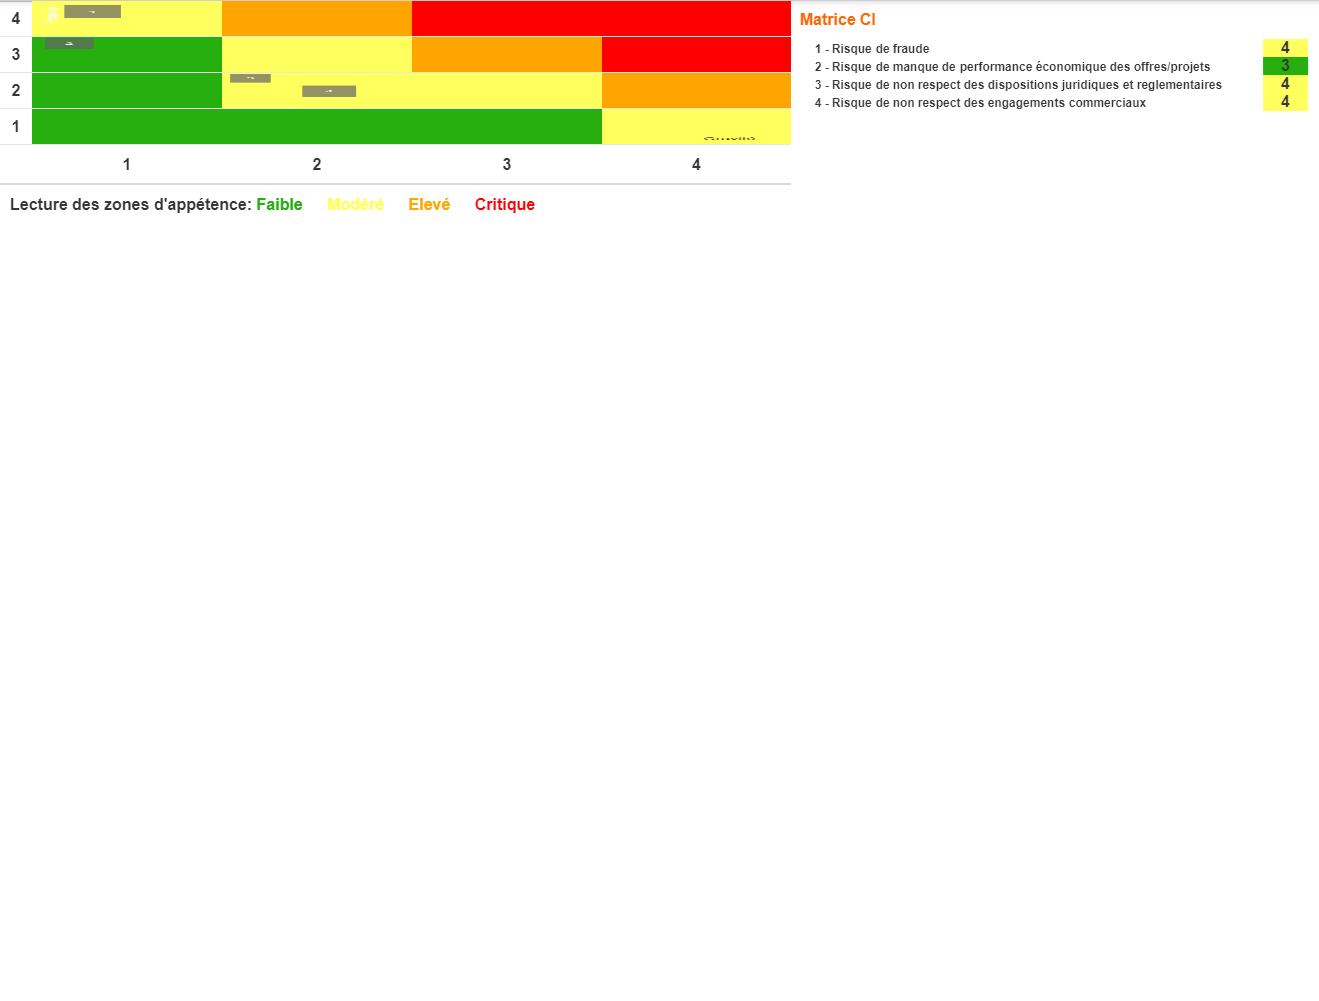 4
3
2
1
1 2 3 4
Lecture des zones d'appétence: Faible Modéré Elevé Critique
Matrice CI
1 - Risque de fraude 4
2 - Risque de manque de performance économique des offres/projets 3
3 - Risque de non respect des dispositions juridiques et reglementaires 4
4 - Risque de non respect des engagements commerciaux 4